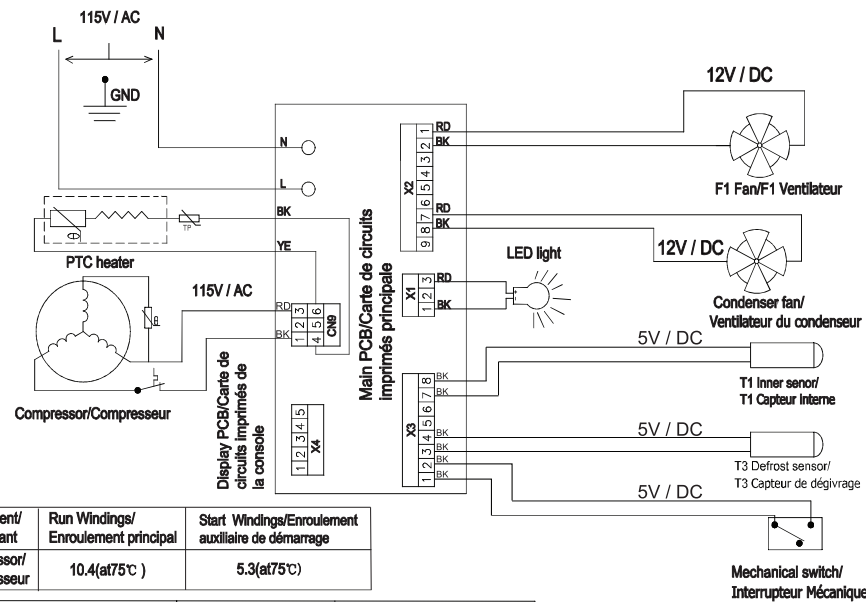 115V / AC
L
N
GND
12V / DC
RD
BK
F1 Fan/F1 Ventilateur
N
L
X2
1 2 3 4 5 6 7 8 9
BK
YE
TP
θ
PTC heater
RD
BK
12V / DC
Condenser fan/
Ventilateur du condenseur
LED light
115V / AC
RD
BK
3 6
2 5
1 4
CN9
X1
3
2
1
RD
BK
Main PCB/Carte de circuits
imprimés principale
θ
Compressor/Compresseur
Display PCB/Carte de
circuits imprimés de
la console
1 2 3 4 5
X4
X3
8 7 6 5 4 3 2 1
BK
BK
BK
BK
BK
BK
5V / DC
T1 Inner senor/
T1 Capteur Interne
5V / DC
T3 Defrost sensor/
T3 Capteur de dégivrage
5V / DC
Mechanical switch/
Interrupteur Mécanique
ent/
ant
Run Windings/
Enroulement principal
Start Windings/Enroulement
auxiliaire de démarrage
ssor/
sseur
10.4(at75℃ )
5.3(at75℃)